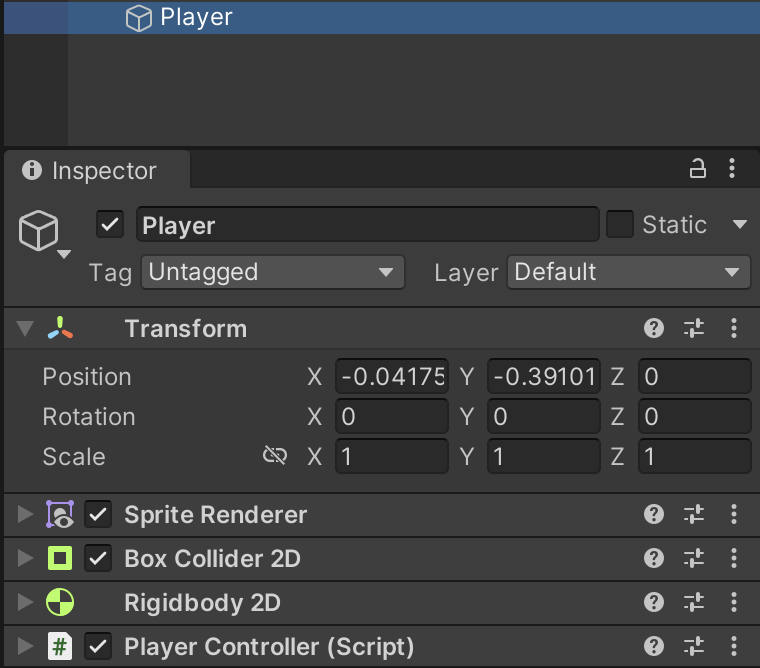 Player
Inspector
Player
Static
Tag Untagged Layer Default
Transform
Position X -0.04175 Y -0.39101 Z 0
Rotation X 0 Y 0 Z 0
Scale X 1 Y 1 Z 1
Sprite Renderer
Box Collider 2D
Rigidbody 2D
# Player Controller (Script)